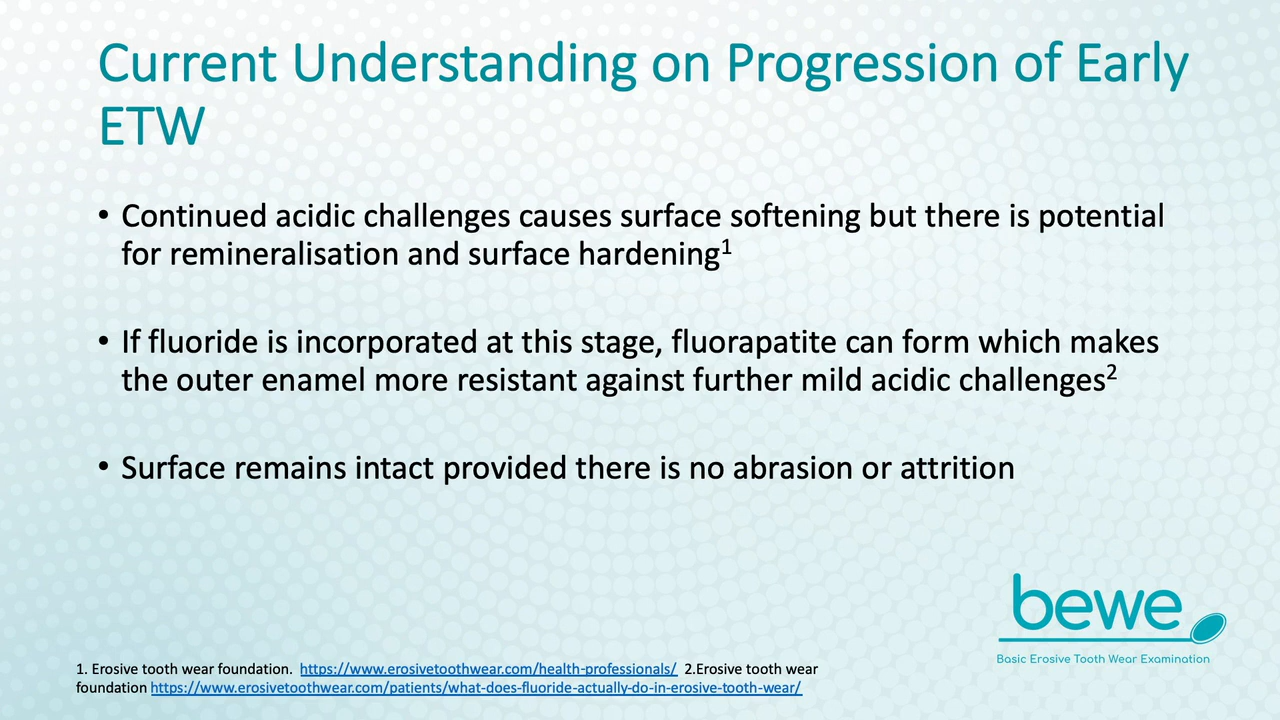 Current Understanding on Progression of Early
ETW
• Continued acidic challenges causes surface softening but there is potential
for remineralisation and surface hardening1
• If fluoride is incorporated at this stage, fluorapatite can form which makes
the outer enamel more resistant against further mild acidic challenges2
• Surface remains intact provided there is no abrasion or attrition
bewe
Basic Erosive Tooth Wear Examination
1. Erosive tooth wear foundation. https://www.erosivetoothwear.com/health-professionals/ 2.Erosive tooth wear
foundation https://www.erosivetoothwear.com/patients/what-does-fluoride-actually-do-in-erosive-tooth-wear/